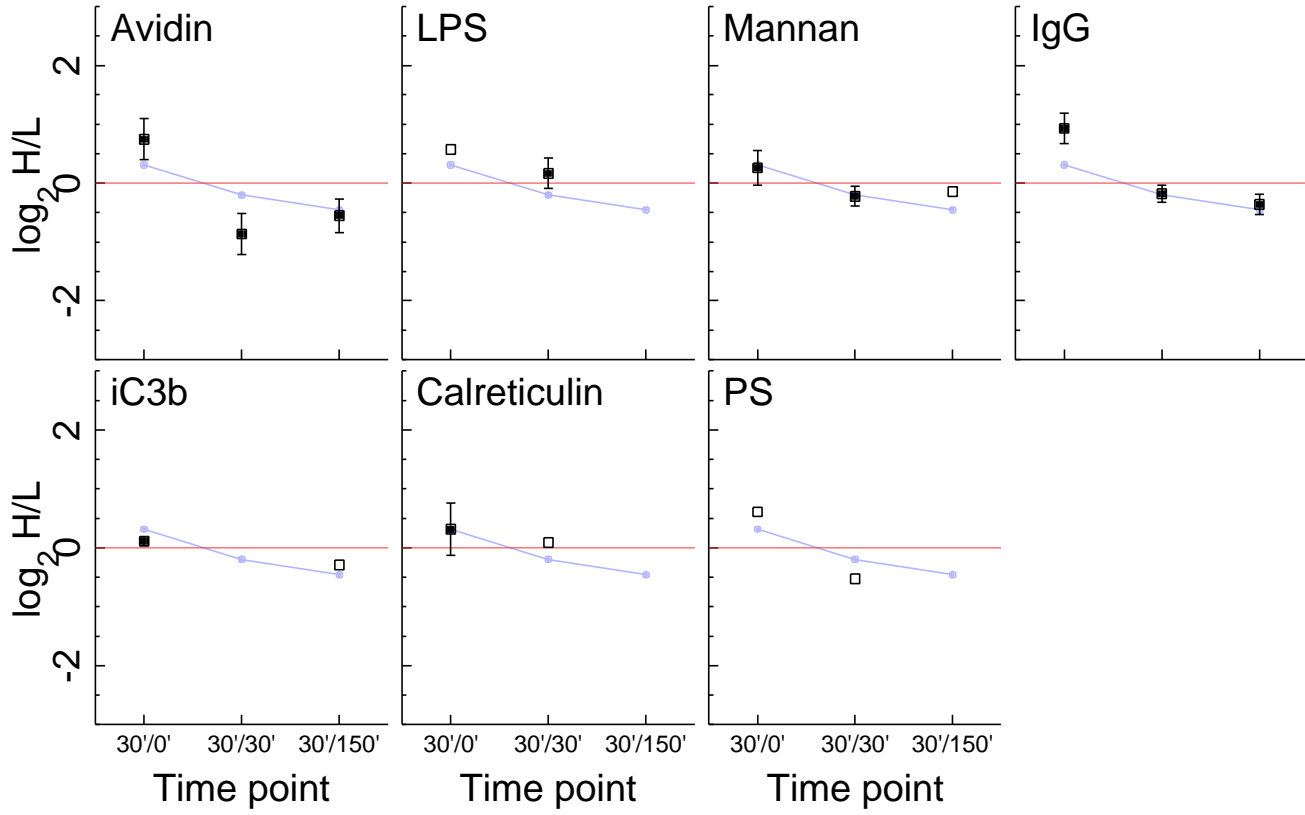 Avidin LPS Mannan IgG
2
0
-2
log2 H/L
iC3b Calreticulin PS
2
0
-2
log2 H/L
30'/0' 30'/30' 30'/150' 30'/0' 30'/30' 30'/150' 30'/0' 30'/30' 30'/150'
Time point Time point Time point